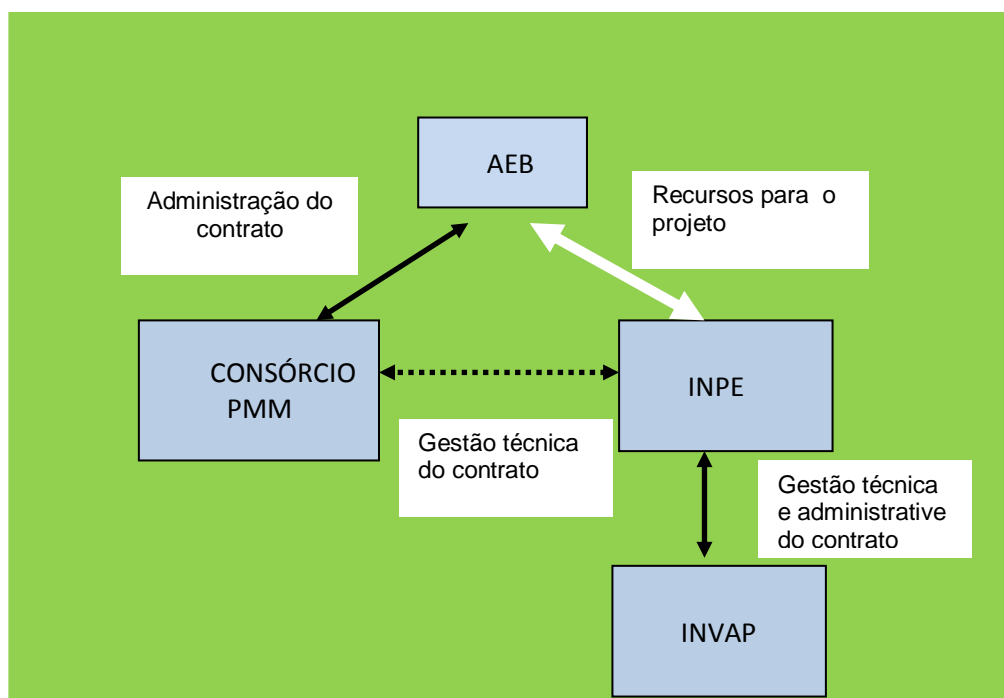 AEB
Administração do
contrato
Recursos para o
projeto
CONSÓRCIO
PMM
INPE
Gestão técnica
do contrato
Gestão técnica
e administrative
do contrato
INVAP